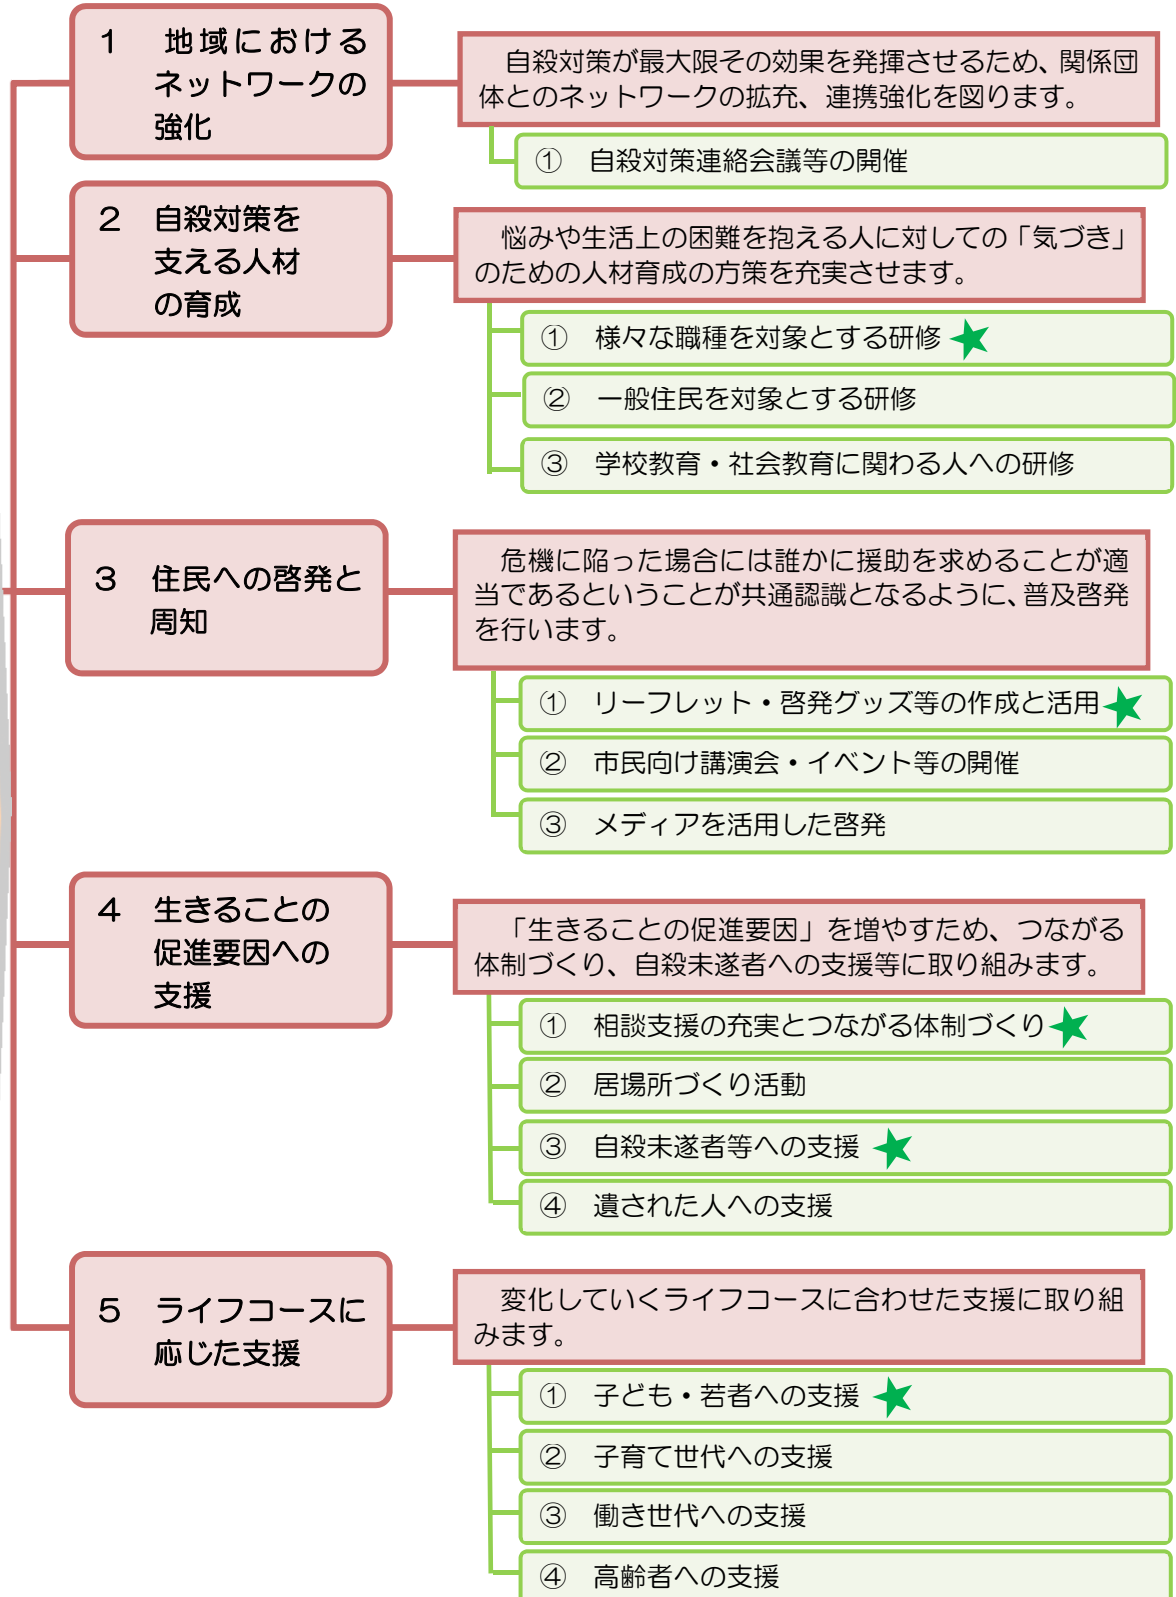 1 地域における
ネットワークの
強化
自殺対策が最大限その効果を発揮させるため、関係団
体とのネットワークの拡充、連携強化を図ります。
① 自殺対策連絡会議等の開催
2 自殺対策を
支える人材
の育成
悩みや生活上の困難を抱える人に対しての「気づき」
のための人材育成の方策を充実させます。
① 様々な職種を対象とする研修
② 一般住民を対象とする研修
③ 学校教育・社会教育に関わる人への研修
3 住民への啓発と
周知
危機に陥った場合には誰かに援助を求めることが適
当であるということが共通認識となるように、普及啓発
を行います。
① リーフレット・啓発グッズ等の作成と活用
② 市民向け講演会・イベント等の開催
③ メディアを活用した啓発
4 生きることの
促進要因への
支援
「生きることの促進要因」を増やすため、つながる
体制づくり、自殺未遂者への支援等に取り組みます。
① 相談支援の充実とつながる体制づくり
② 居場所づくり活動
③ 自殺未遂者等への支援
④ 遺された人への支援
5 ライフコースに
応じた支援
変化していくライフコースに合わせた支援に取り組
みます。
① 子ども・若者への支援
② 子育て世代への支援
③ 働き世代への支援
④ 高齢者への支援